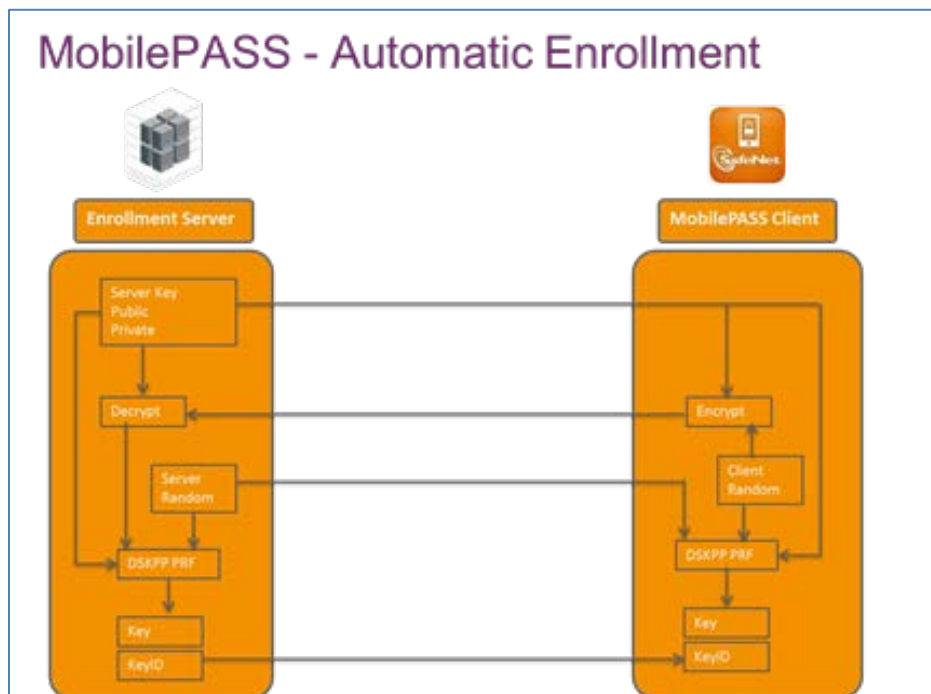 MobilePASS - Automatic Enrollment
SafeNet
Enrollment Server
MobilePASS Client
Server Key
Public
Private
Decrypt
Encrypt
Server
Random
Client
Random
DSKPP PRF
DSKPP PRF
Key
KeyID
Key
KeyID